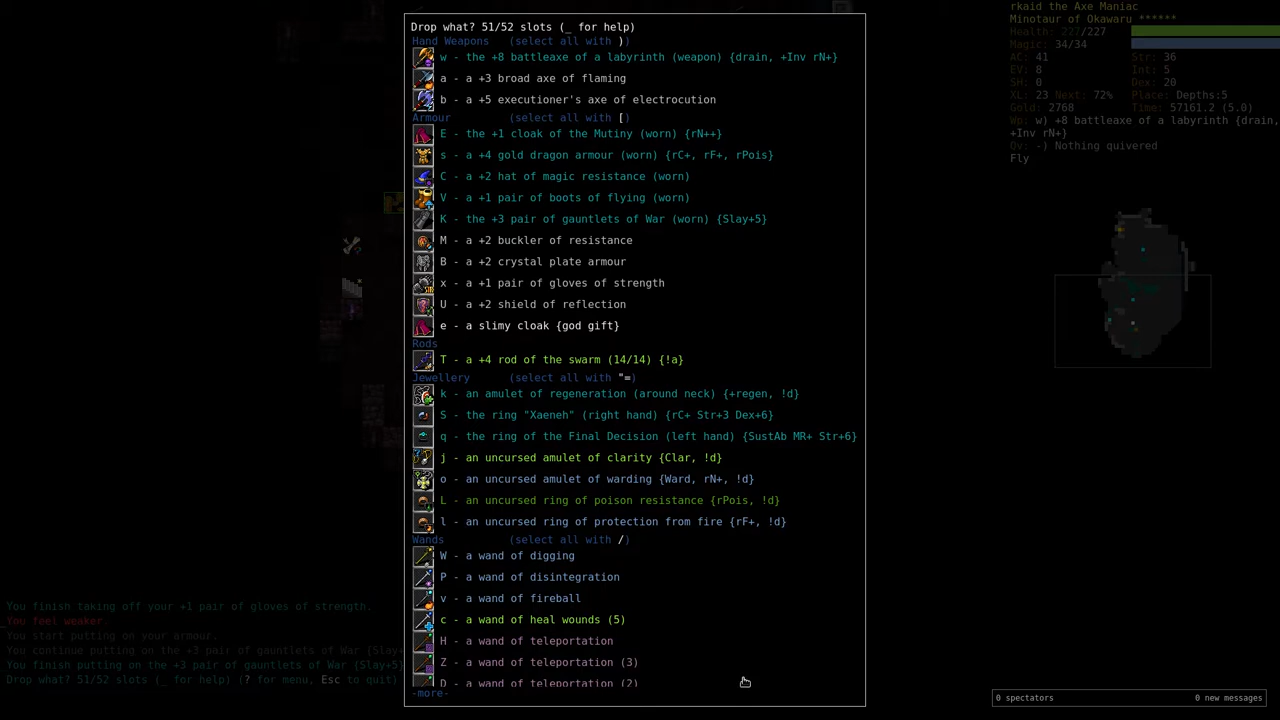 Drop what? 51/52 slots (_ for help)
Hand Weapons (select all with ))
w - the +8 battleaxe of a labyrinth (weapon) {drain, +Inv rN+}
a - a +3 broad axe of flaming
b - a +5 executioner's axe of electrocution
Armour (select all with [)
E - the +1 cloak of the Mutiny (worn) {rN++}
s - a +4 gold dragon armour (worn) {rC+, rF+, rPois}
C - a +2 hat of magic resistance (worn)
V - a +1 pair of boots of flying (worn)
K - the +3 pair of gauntlets of War (worn) {Slay+5}
M - a +2 buckler of resistance
B - a +2 crystal plate armour
x - a +1 pair of gloves of strength
U - a +2 shield of reflection
e - a slimy cloak {god gift}
Rods
T - a +4 rod of the swarm (14/14) {!a}
Jewellery (select all with "=)
k - an amulet of regeneration (around neck) {+regen, !d}
S - the ring "Xaeneh" (right hand) {rC+ Str+3 Dex+6}
q - the ring of the Final Decision (left hand) {SustAb MR+ Str+6}
j - an uncursed amulet of clarity {Clar, !d}
o - an uncursed amulet of warding {Ward, rN+, !d}
L - an uncursed ring of poison resistance {rPois, !d}
l - an uncursed ring of protection from fire {rF+, !d}
Wands (select all with /)
W - a wand of digging
P - a wand of disintegration
v - a wand of fireball
c - a wand of heal wounds (5)
H - a wand of teleportation
Z - a wand of teleportation (3)
D - a wand of teleportation (2)
-more-
rkaid the Axe Maniac
Minotaur of Okawaru ******
Health: 227/227
Magic: 34/34
AC: 41 Str: 36
EV: 8 Int: 5
SH: 0 Dex: 20
XL: 23 Next: 72% Place: Depths:5
Gold: 2768 Time: 57161.2 (5.0)
Wp: w) +8 battleaxe of a labyrinth {drain,
+Inv rN+}
Qv: -) Nothing quivered
Fly
You finish taking off your +1 pair of gloves of strength.
_You feel weaker.
You start putting on your armour.
You continue putting on the +3 pair of gauntlets of War {Slay+
You finish putting on the +3 pair of gauntlets of War {Slay+5}
Drop what? 51/52 slots (_ for help) (? for menu, Esc to quit)
0 spectators 0 new messages